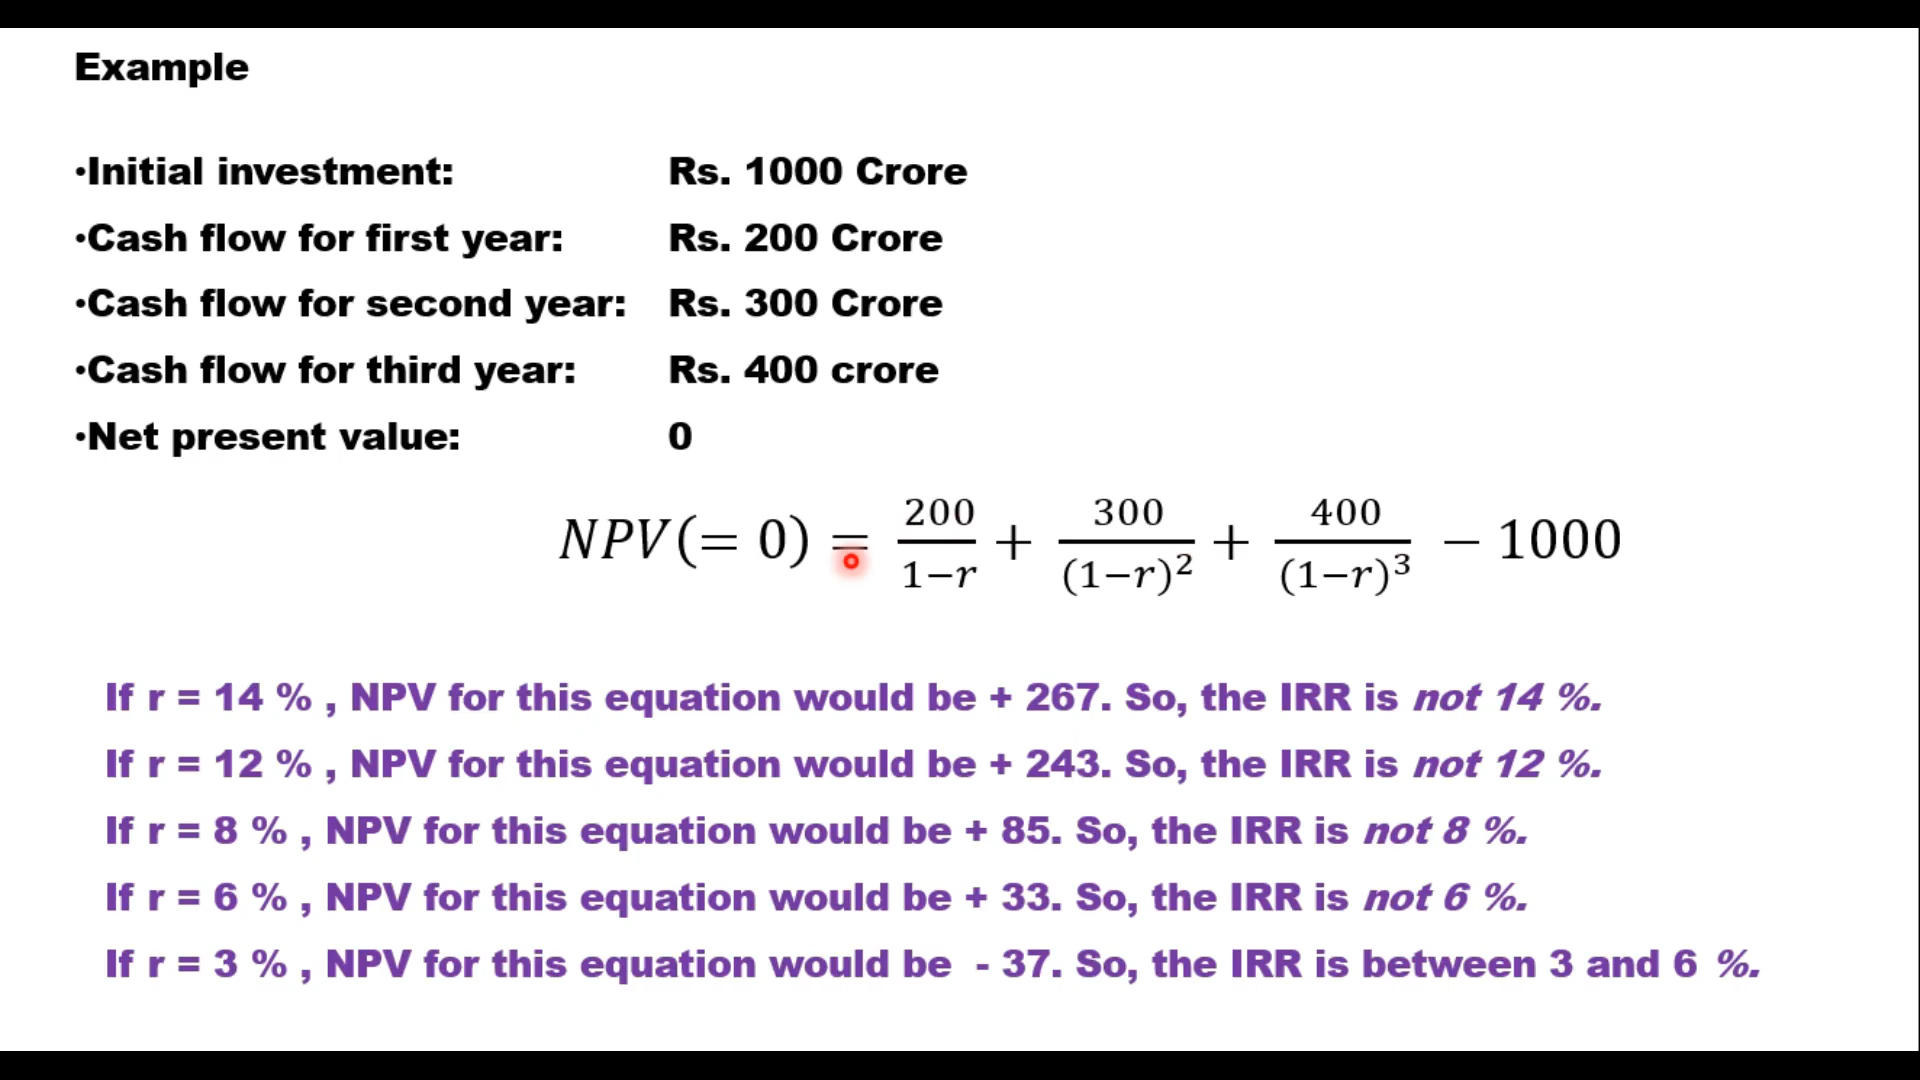 Example
•Initial investment: Rs. 1000 Crore
•Cash flow for first year: Rs. 200 Crore
•Cash flow for second year: Rs. 300 Crore
•Cash flow for third year: Rs. 400 crore
•Net present value: 0
NPV(= 0) = 200/(1−r) + 300/(1−r)² + 400/(1−r)³ − 1000
If r = 14 % , NPV for this equation would be + 267. So, the IRR is not 14 %.
If r = 12 % , NPV for this equation would be + 243. So, the IRR is not 12 %.
If r = 8 % , NPV for this equation would be + 85. So, the IRR is not 8 %.
If r = 6 % , NPV for this equation would be + 33. So, the IRR is not 6 %.
If r = 3 % , NPV for this equation would be - 37. So, the IRR is between 3 and 6 %.